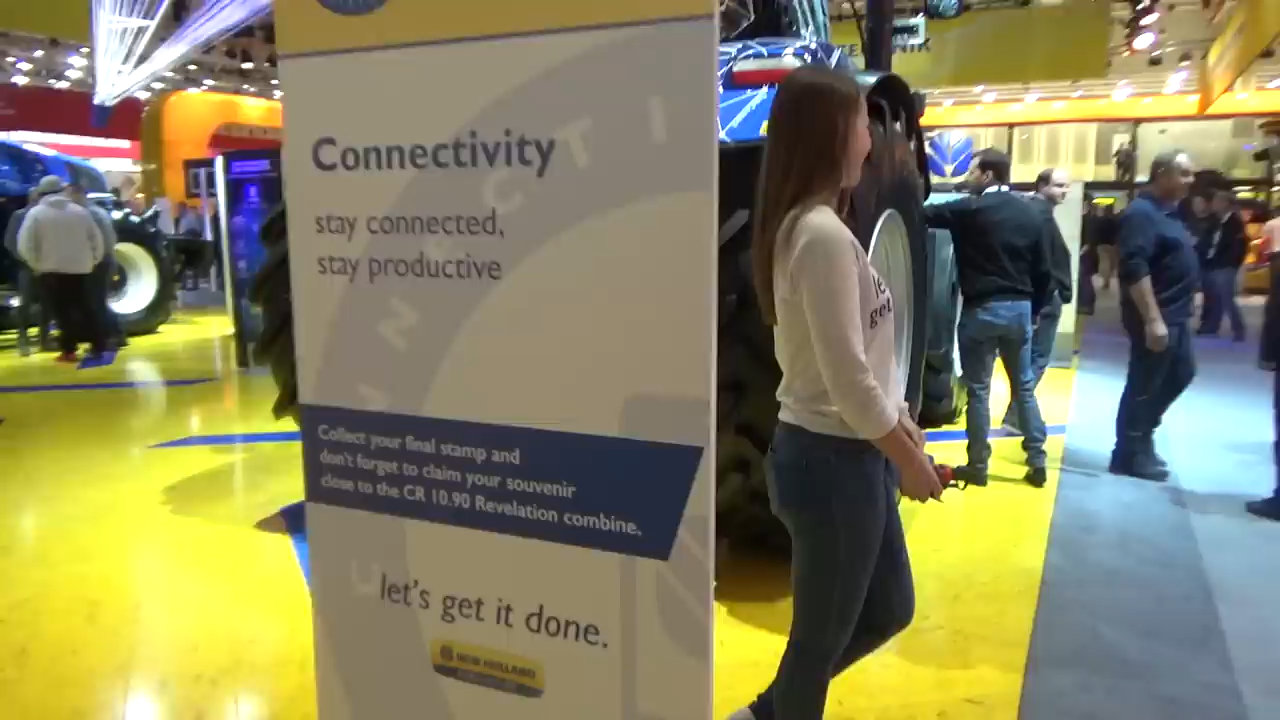 Connectivity
stay connected,
stay productive
Collect your final stamp and
don't forget to claim your souvenir
close to the CR 10.90 Revelation combine.
let's get it done.
NEW HOLLAND
get